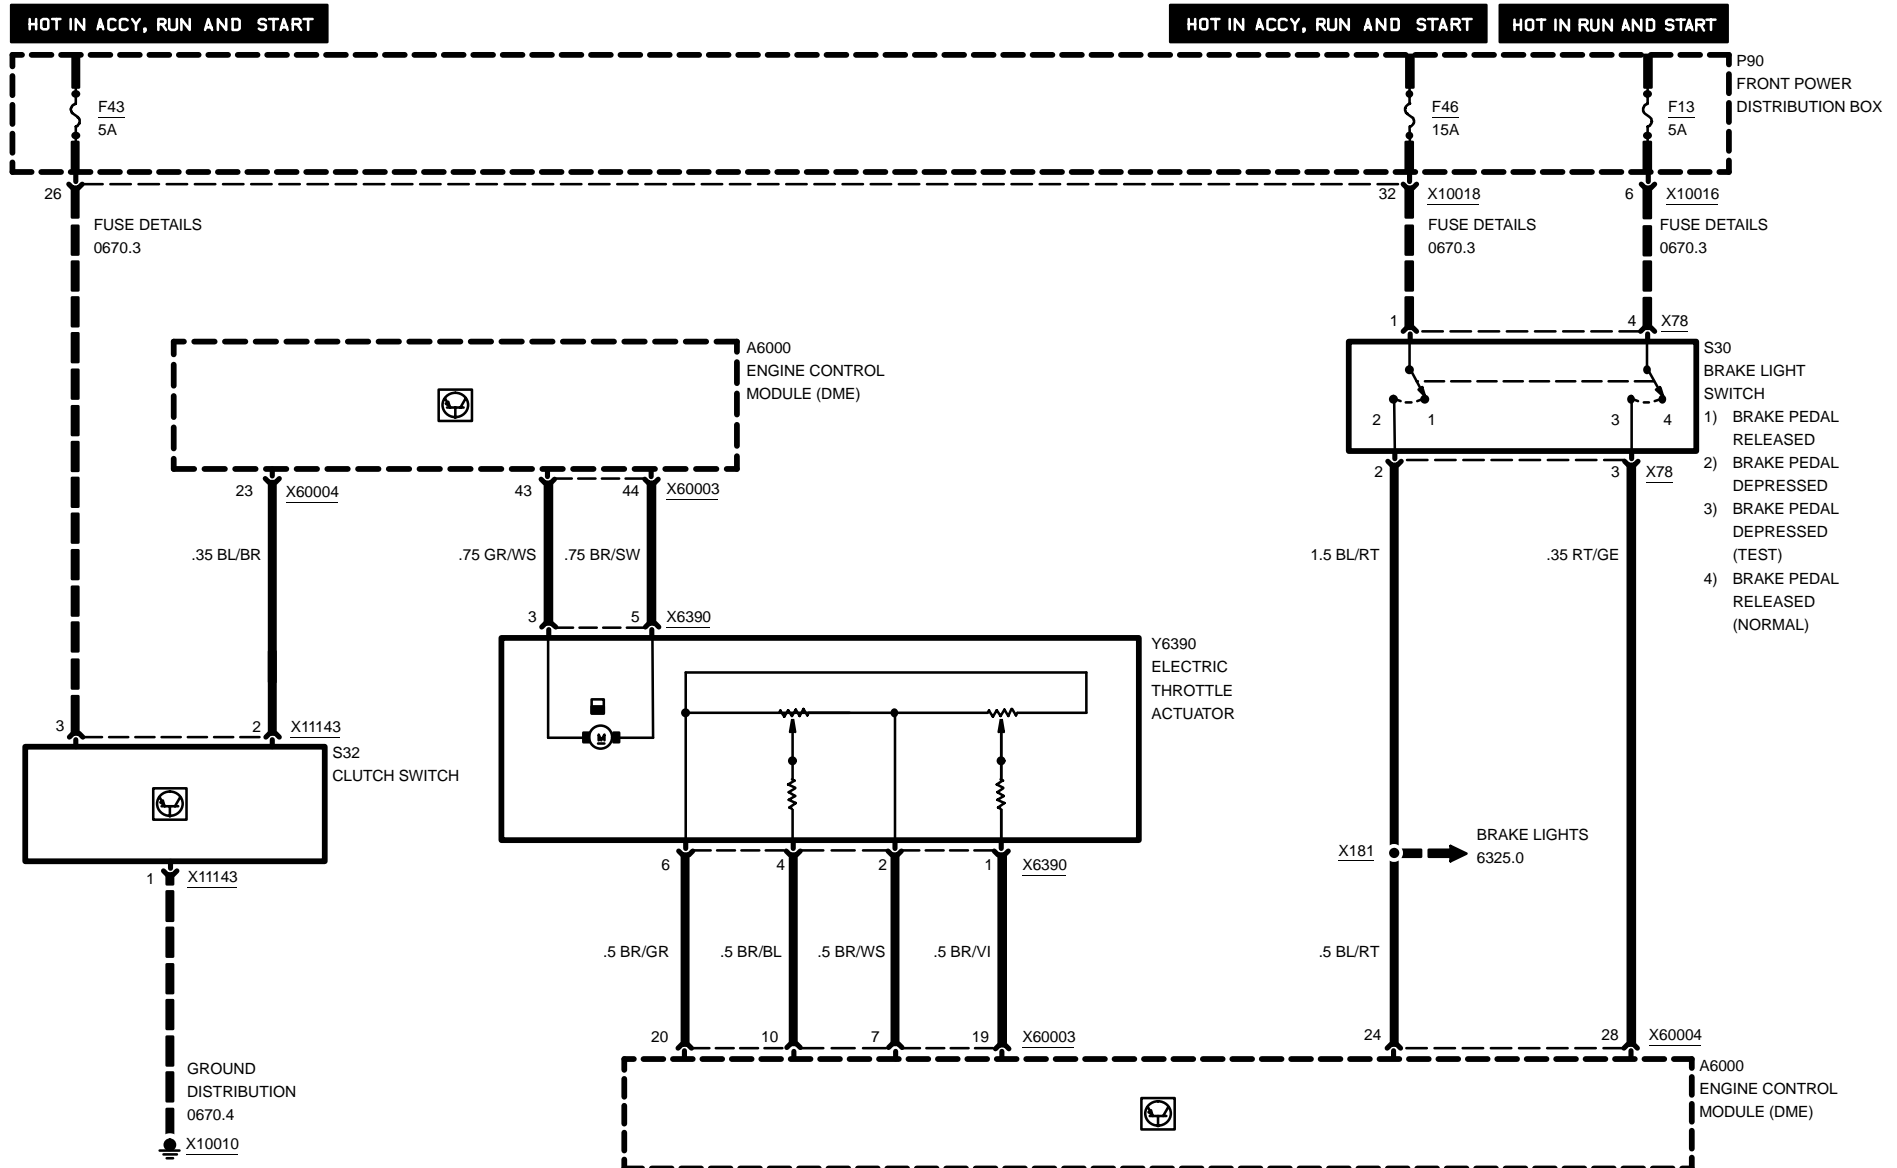 HOT IN ACCY, RUN AND START
HOT IN ACCY, RUN AND START
HOT IN RUN AND START
P90
FRONT POWER
DISTRIBUTION BOX
F43
5A
F46
15A
F13
5A
26
32
X10018
6
X10016
FUSE DETAILS
0670.3
FUSE DETAILS
0670.3
FUSE DETAILS
0670.3
1
4
X78
A6000
ENGINE CONTROL
MODULE (DME)
S30
BRAKE LIGHT
SWITCH
1) BRAKE PEDAL
RELEASED
2) BRAKE PEDAL
DEPRESSED
3) BRAKE PEDAL
DEPRESSED
(TEST)
4) BRAKE PEDAL
RELEASED
(NORMAL)
2
1
3
4
23
X60004
43
44
X60003
2
3
X78
.35 BL/BR
.75 GR/WS
.75 BR/SW
1.5 BL/RT
.35 RT/GE
3
5
X6390
Y6390
ELECTRIC
THROTTLE
ACTUATOR
M
3
2
X11143
S32
CLUTCH SWITCH
1
X11143
6
4
2
1
X6390
X181
BRAKE LIGHTS
6325.0
.5 BR/GR
.5 BR/BL
.5 BR/WS
.5 BR/VI
.5 BL/RT
20
10
7
19
X60003
24
28
X60004
GROUND
DISTRIBUTION
0670.4
X10010
A6000
ENGINE CONTROL
MODULE (DME)